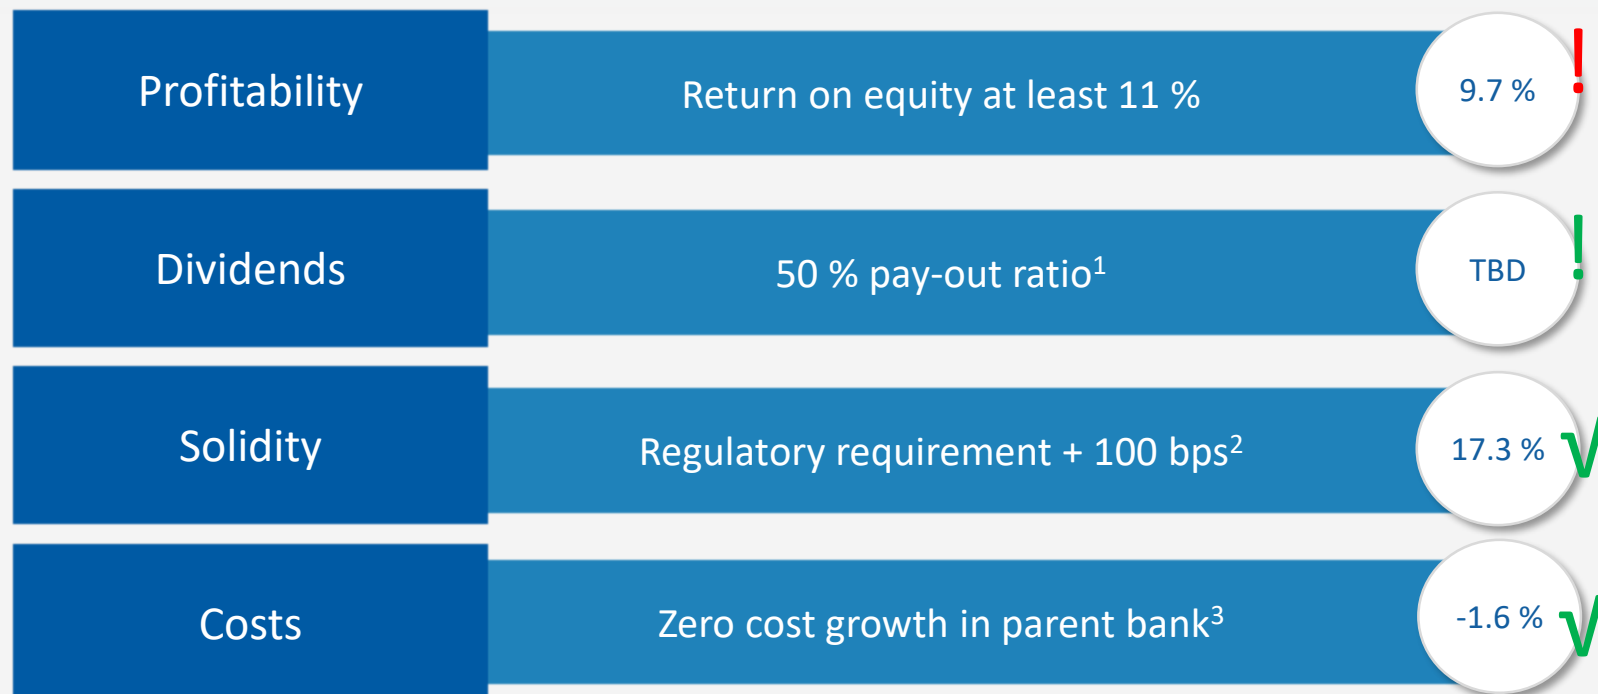 Profitability
Return on equity at least 11 %
9.7 %
!
Dividends
50 % pay-out ratio¹
TBD
!
Solidity
Regulatory requirement + 100 bps²
17.3 %
√
Costs
Zero cost growth in parent bank³
-1.6 %
√